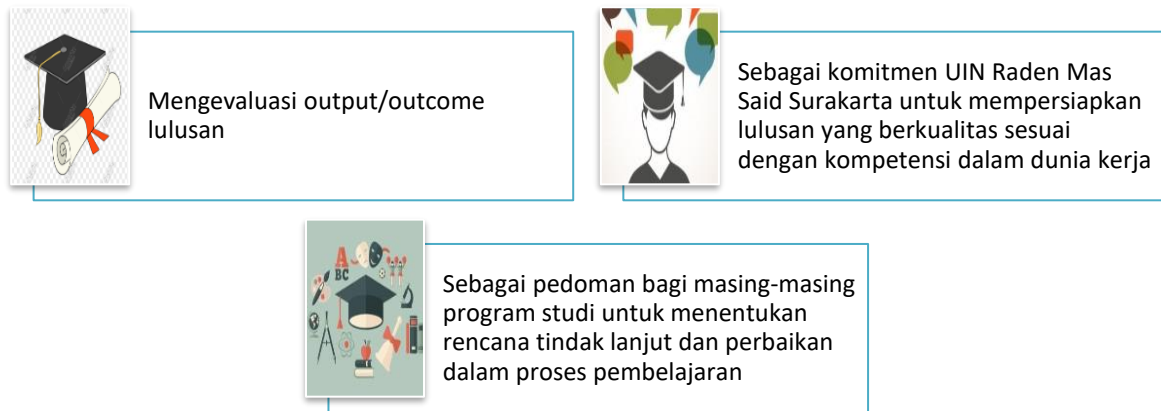 Mengevaluasi output/outcome
lulusan
Sebagai komitmen UIN Raden Mas
Said Surakarta untuk mempersiapkan
lulusan yang berkualitas sesuai
dengan kompetensi dalam dunia kerja
A
BC
Sebagai pedoman bagi masing-masing
program studi untuk menentukan
rencana tindak lanjut dan perbaikan
dalam proses pembelajaran